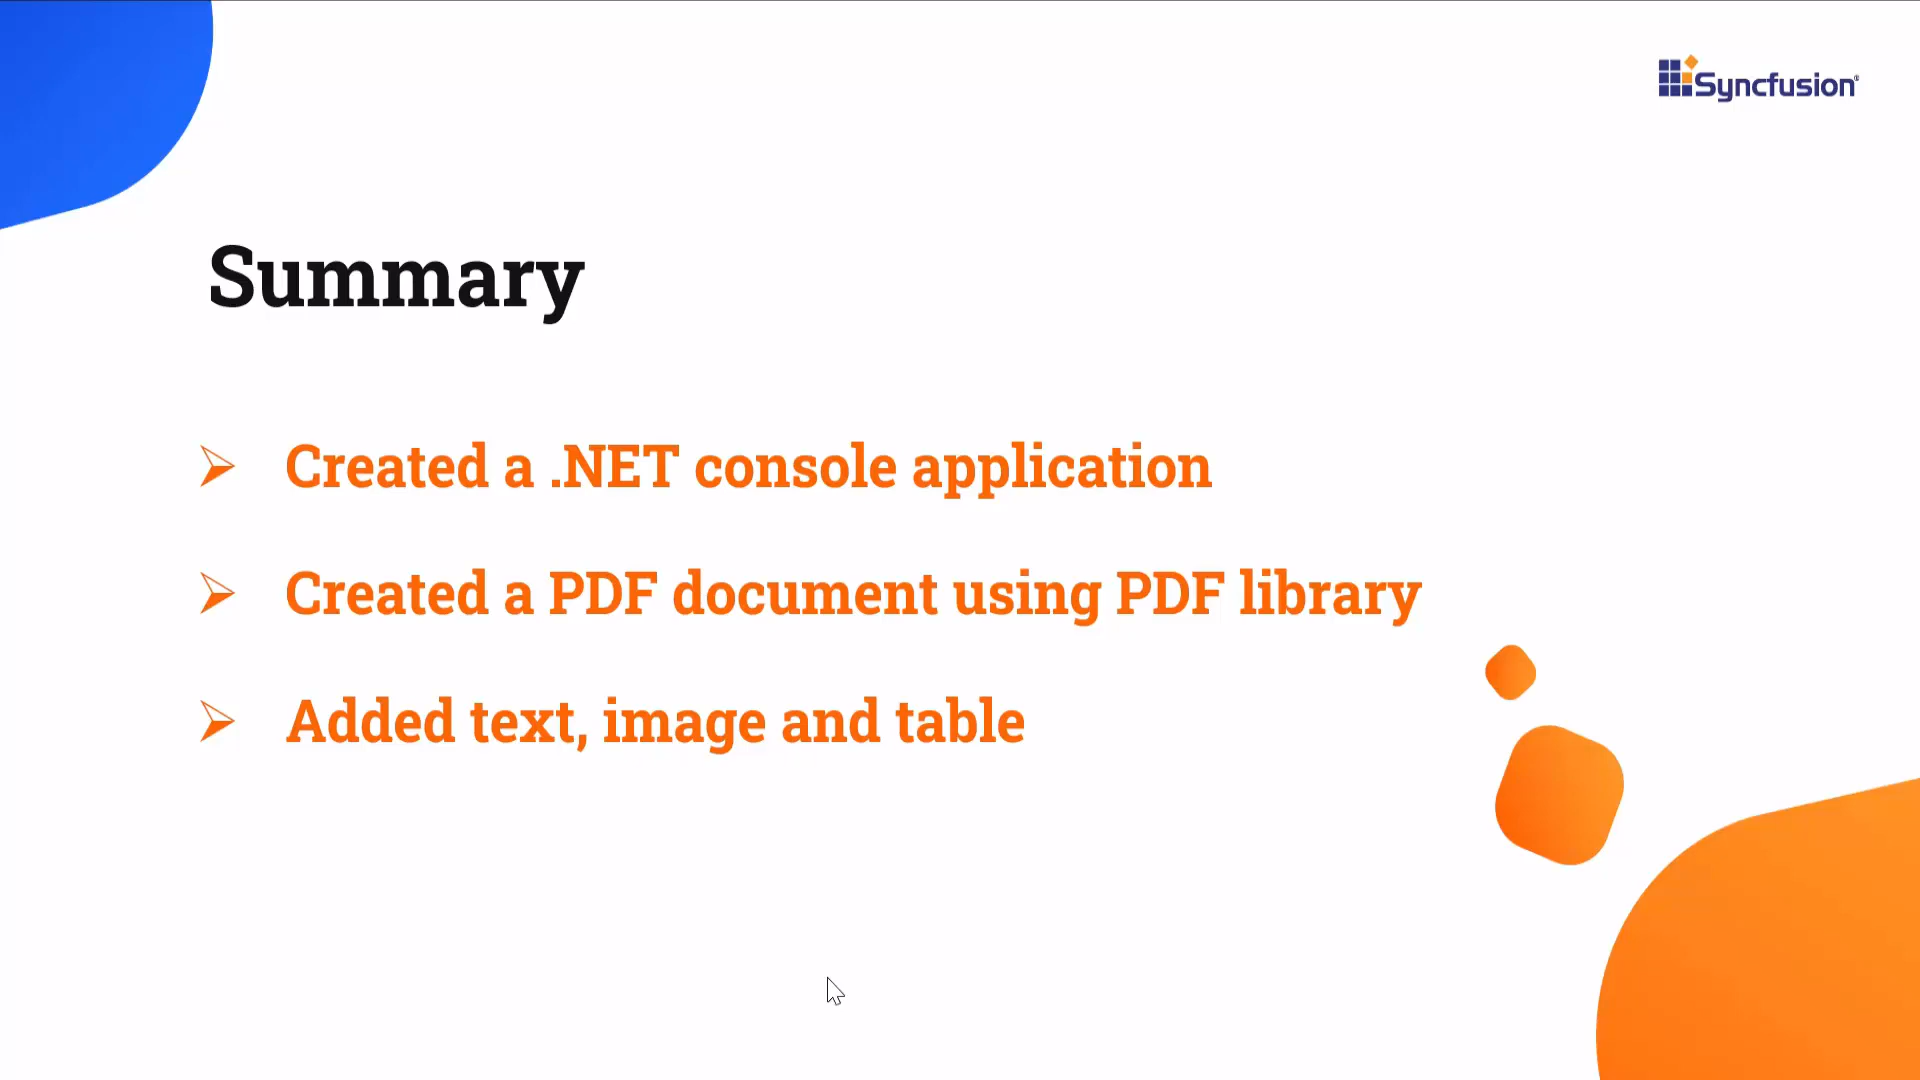 Syncfusion®
Summary
➢ Created a .NET console application
➢ Created a PDF document using PDF library
➢ Added text, image and table